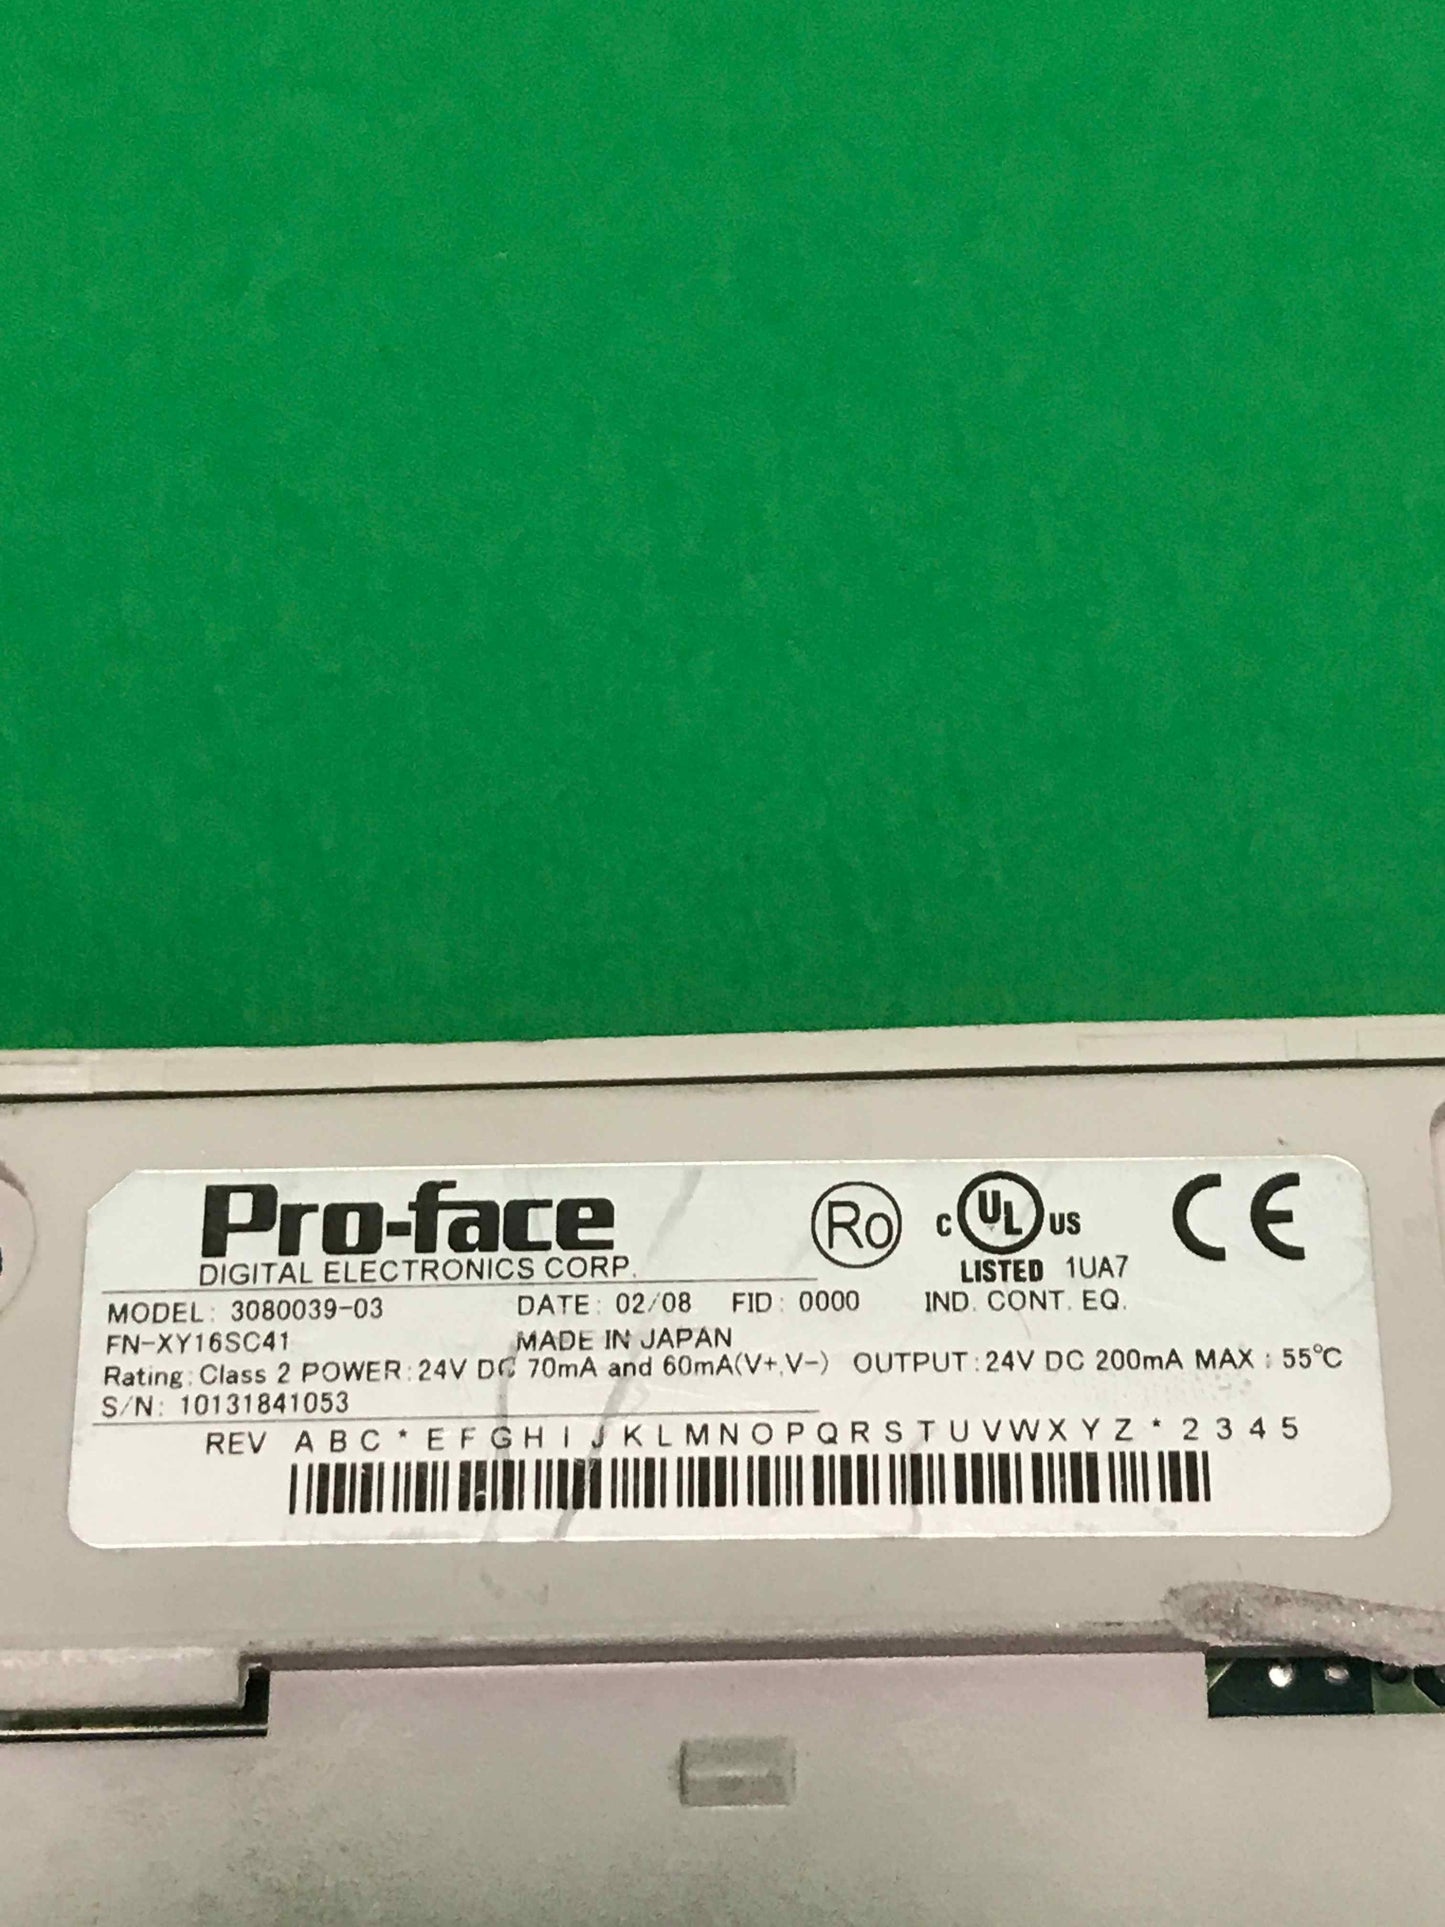 Pro-face
DIGITAL ELECTRONICS CORP.
Ro
C UL US
LISTED 1UA7
IND. CONT. EQ.
CE
MODEL: 3080039-03 DATE: 02/08 FID: 0000
FN-XY16SC41 MADE IN JAPAN
Rating: Class 2 POWER: 24V DC 70mA and 60mA(V+,V-) OUTPUT: 24V DC 200mA MAX : 55°C
S/N: 10131841053
REV A B C * E F G H I J K L M N O P Q R S T U V W X Y Z * 2 3 4 5